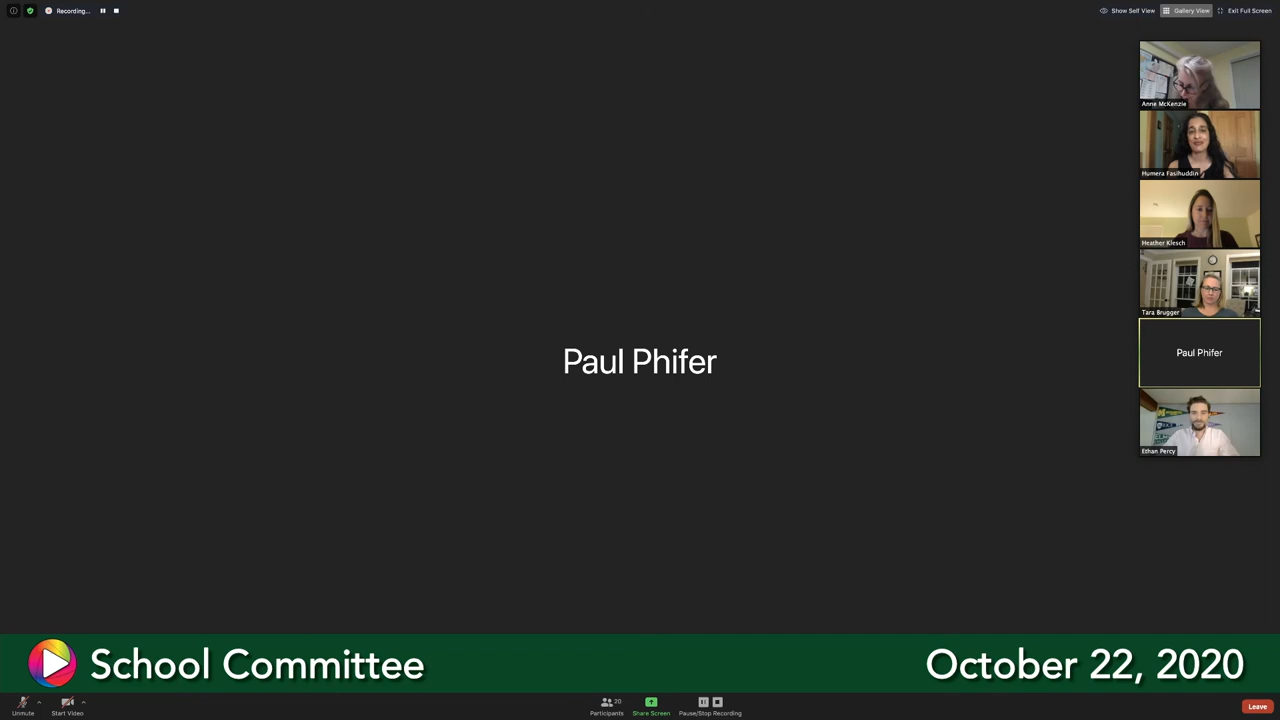 Recording...
Show Self View
Gallery View
Exit Full Screen
Anne McKenzie
Humera Fasihuddin
Heather Klesch
Tara Brugger
Paul Phifer
Ethan Percy
Paul Phifer
School Committee
October 22, 2020
Unmute
Start Video
20
Participants
Share Screen
Pause/Stop Recording
Leave